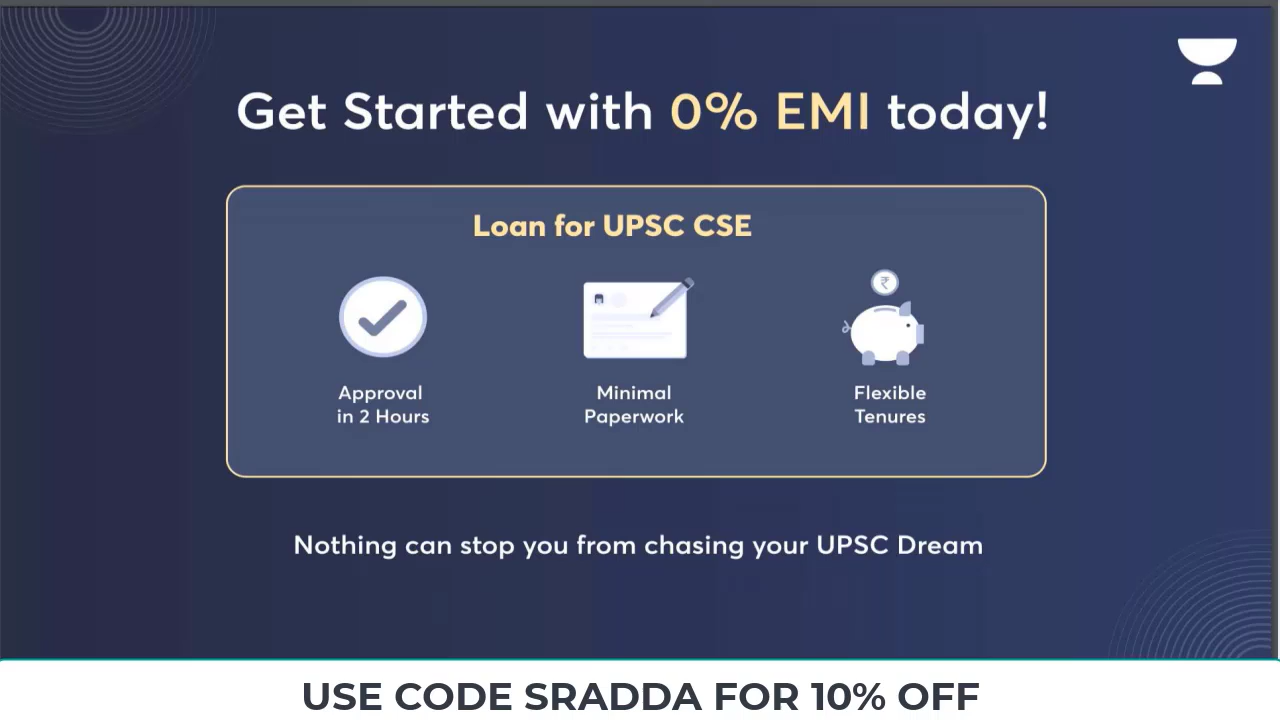 Get Started with 0% EMI today!
Loan for UPSC CSE
Approval
in 2 Hours
Minimal
Paperwork
₹
Flexible
Tenures
Nothing can stop you from chasing your UPSC Dream
USE CODE SRADDA FOR 10% OFF